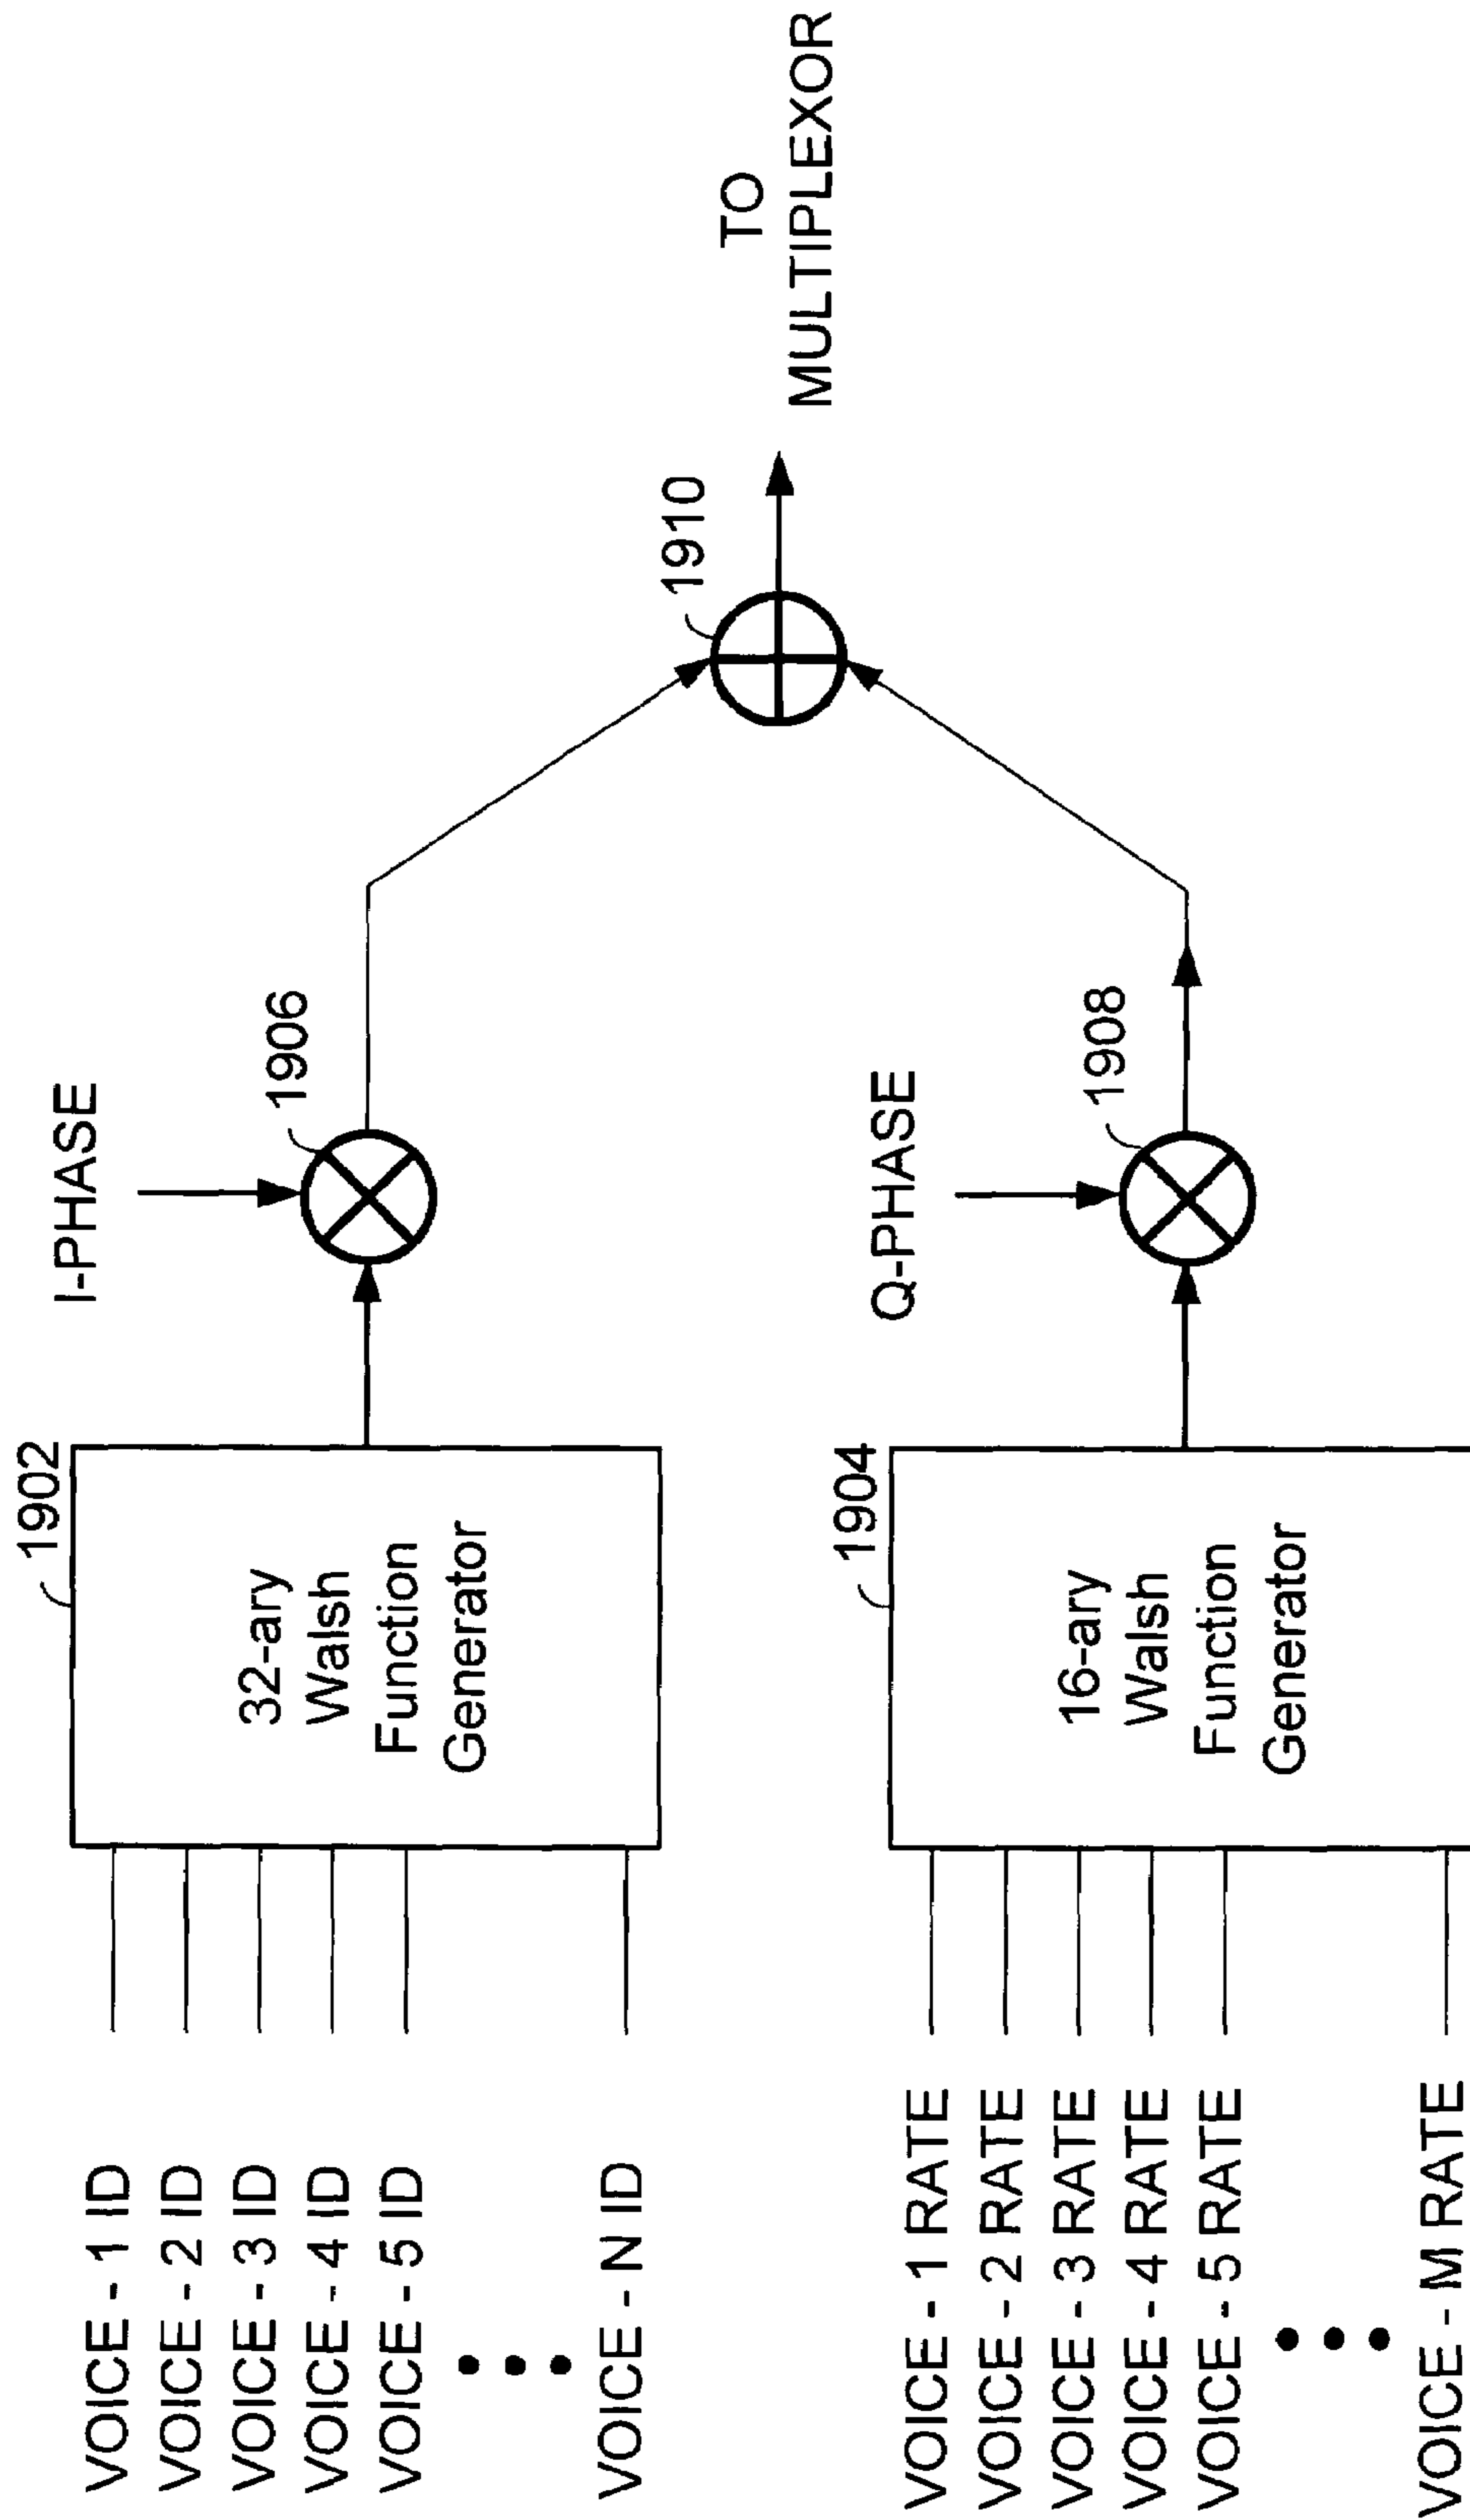 VOICE - 1 ID
VOICE - 2 ID
VOICE - 3 ID
VOICE - 4 ID
VOICE - 5 ID
VOICE - N ID
1902
32-ary
Walsh
Function
Generator
I-PHASE
1906
VOICE - 1 RATE
VOICE - 2 RATE
VOICE - 3 RATE
VOICE - 4 RATE
VOICE - 5 RATE
VOICE - M RATE
1904
16-ary
Walsh
Function
Generator
Q-PHASE
1908
1910
TO
MULTIPLEXOR